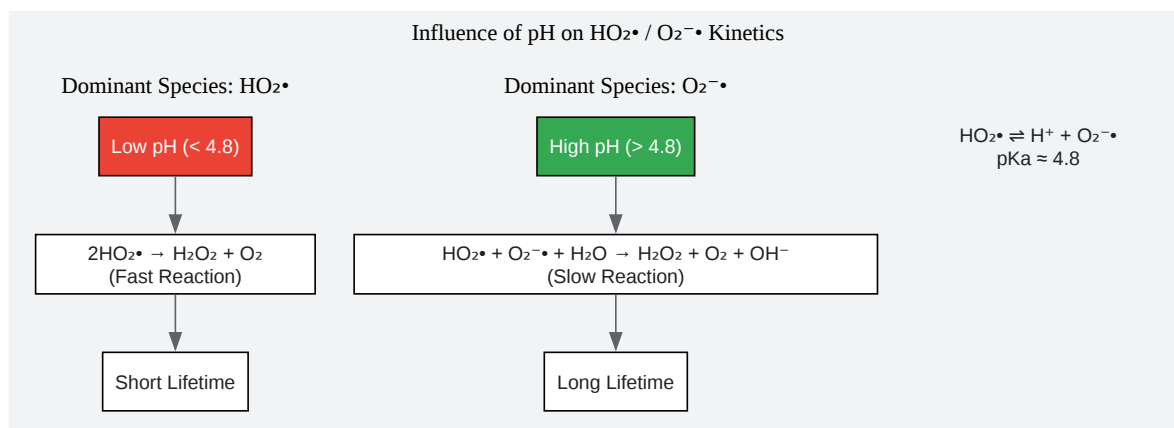 Influence of pH on HO₂• / O₂⁻• Kinetics
Dominant Species: HO₂•
Low pH (< 4.8)
2HO₂• → H₂O₂ + O₂
(Fast Reaction)
Short Lifetime
Dominant Species: O₂⁻•
High pH (> 4.8)
HO₂• + O₂⁻• + H₂O → H₂O₂ + O₂ + OH⁻
(Slow Reaction)
Long Lifetime
HO₂• ⇌ H⁺ + O₂⁻•
pKa ≈ 4.8